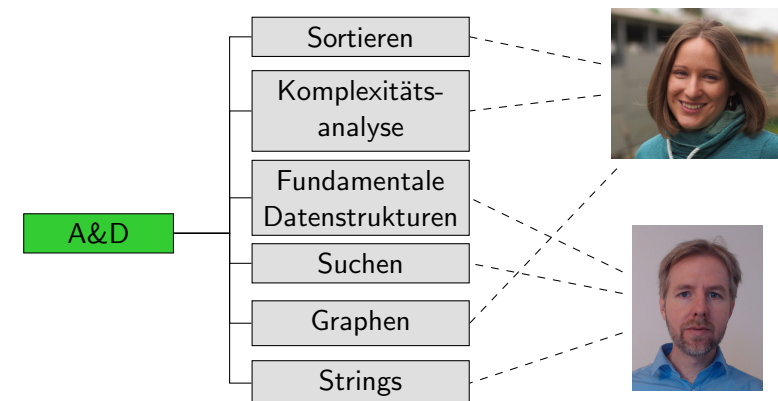 Sortieren
Komplexitäts-
analyse
Fundamentale
Datenstrukturen
A&D
Suchen
Graphen
Strings